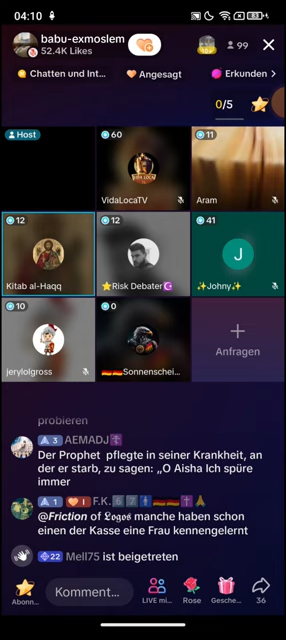 04:10
63
babu-exmoslem
52.4K Likes
99
Chatten und Int...
Angesagt
Erkunden >
0/5
Host
60
VidaLocaTV
11
Aram
12
Kitab al-Haqq
12
⭐Risk Debater☪
41
J
✨Johny✨
10
jerylolgross
0
🇩🇪🇩🇪Sonnenschei...
+
Anfragen
probieren
3 AEMADJ✝
Der Prophet pflegte in seiner Krankheit, an
der er starb, zu sagen: „O Aisha Ich spüre
immer
1 1 F.K. 6️⃣7️⃣🚹🇩🇪🇩🇪✝🙏
@𝑭𝒓𝒊𝒄𝒕𝒊𝒐𝒏 of 𝕷𝖔𝖌𝖔𝖘 manche haben schon
einen der Kasse eine Frau kennengelernt
22 Mell75 ist beigetreten
Abonn...
Komment...
LIVE mi...
Rose
Gesche...
36